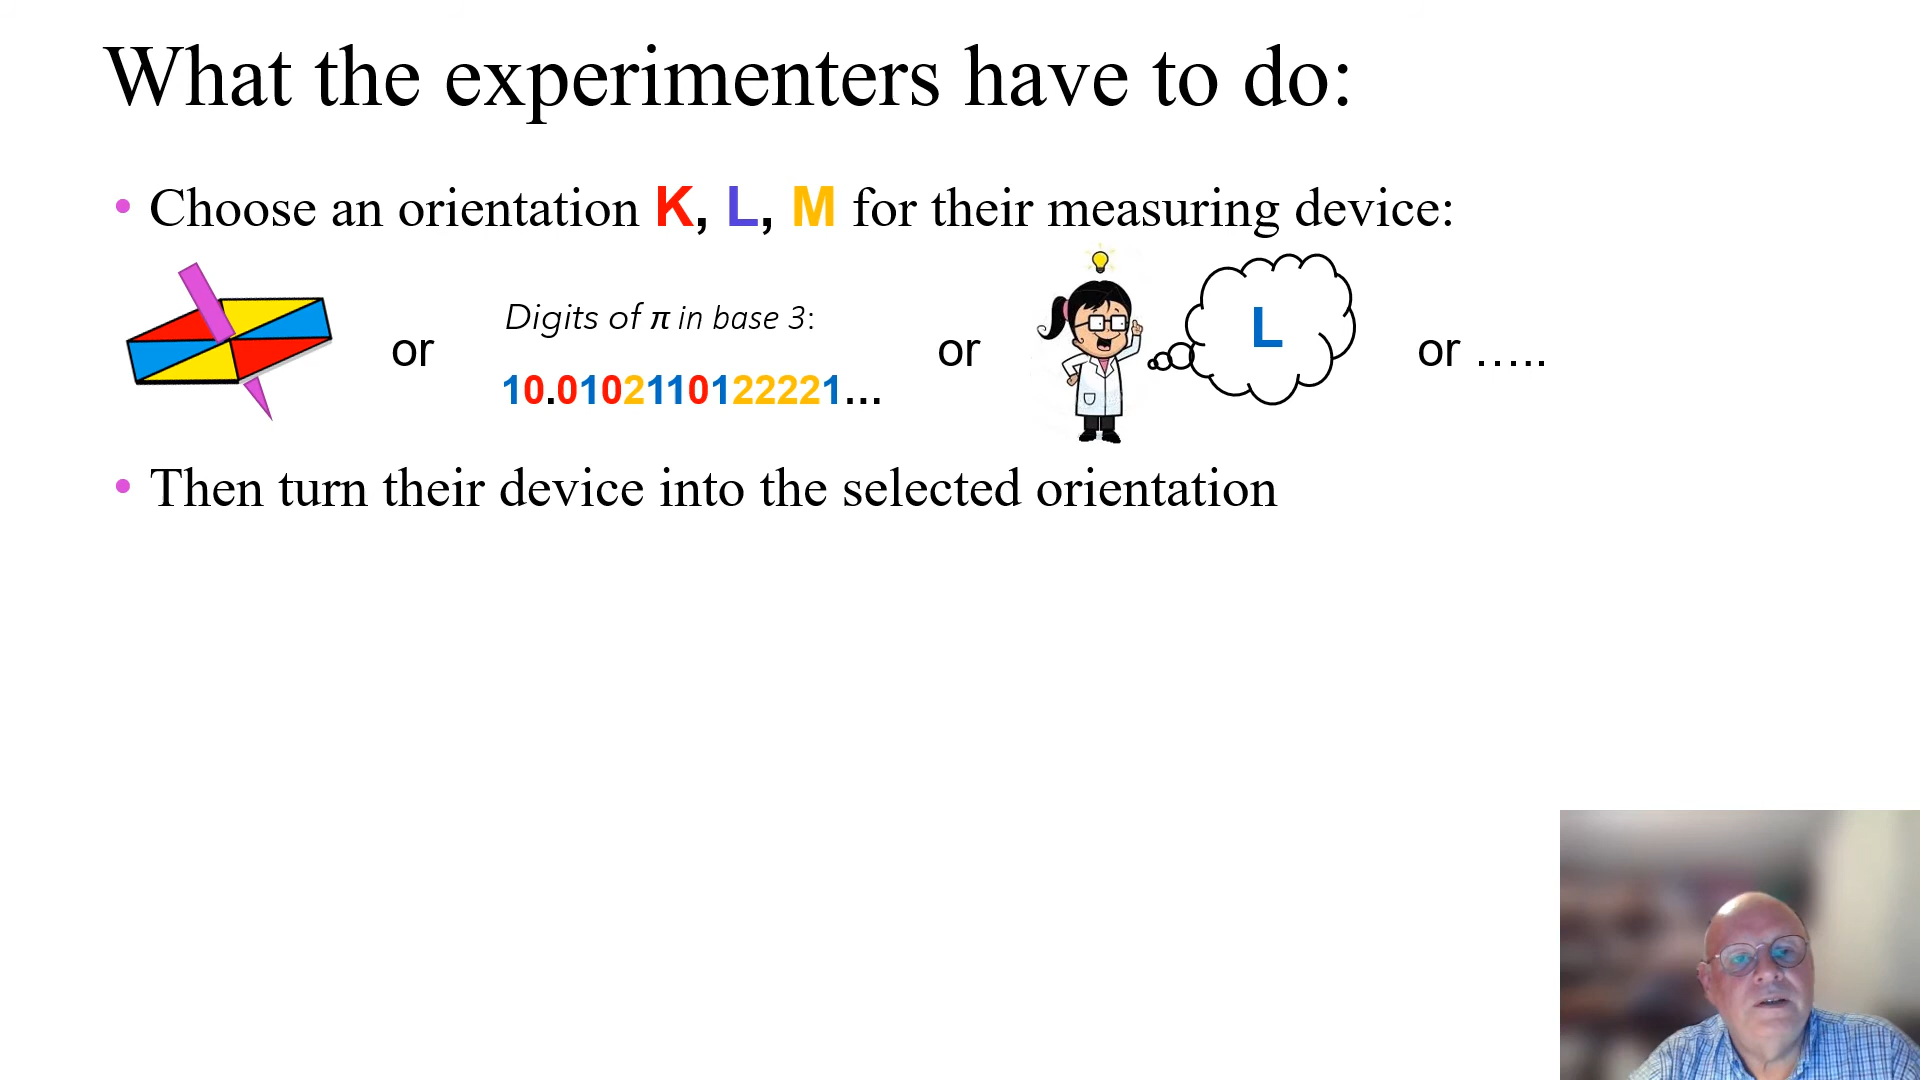 What the experimenters have to do:
• Choose an orientation K, L, M for their measuring device:
or
Digits of π in base 3:
10.0102110122221...
or
L
or .....
• Then turn their device into the selected orientation